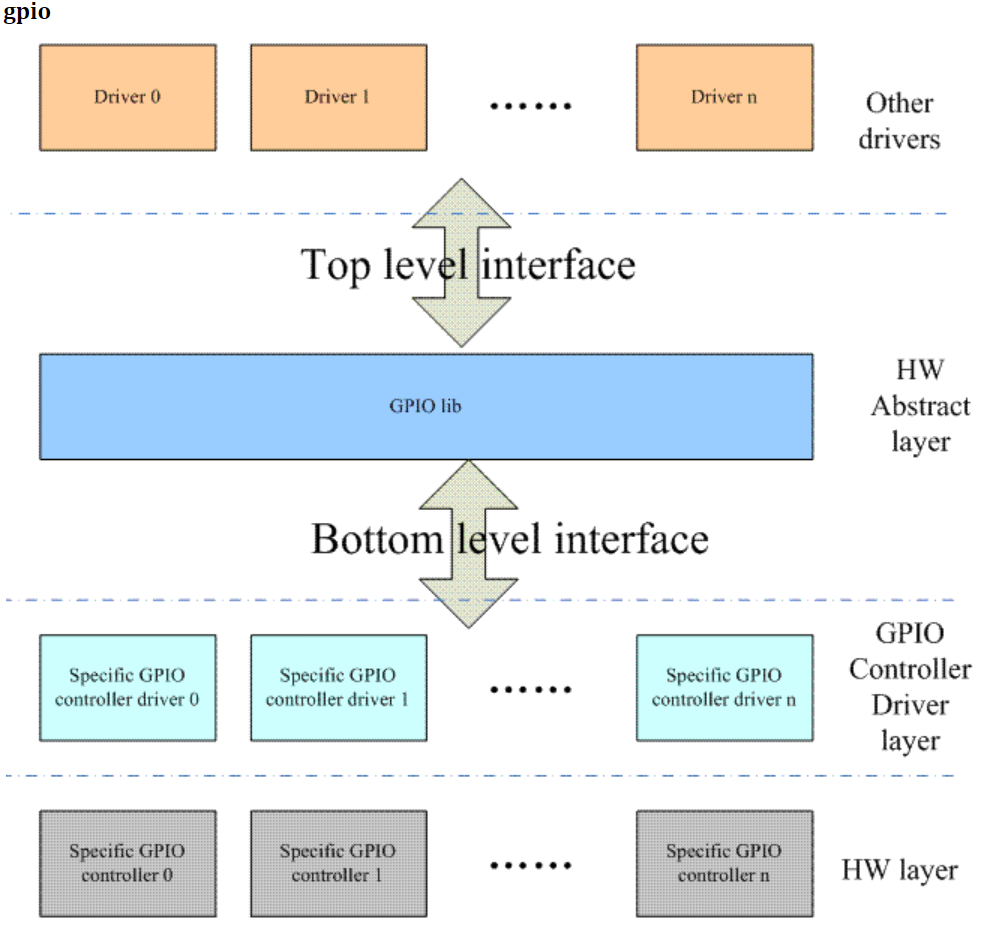 gpio
Driver 0
Driver 1
......
Driver n
Other
drivers
Top level interface
GPIO lib
HW
Abstract
layer
Bottom level interface
Specific GPIO
controller driver 0
Specific GPIO
controller driver 1
......
Specific GPIO
controller driver n
GPIO
Controller
Driver
layer
Specific GPIO
controller 0
Specific GPIO
controller 1
......
Specific GPIO
controller n
HW layer